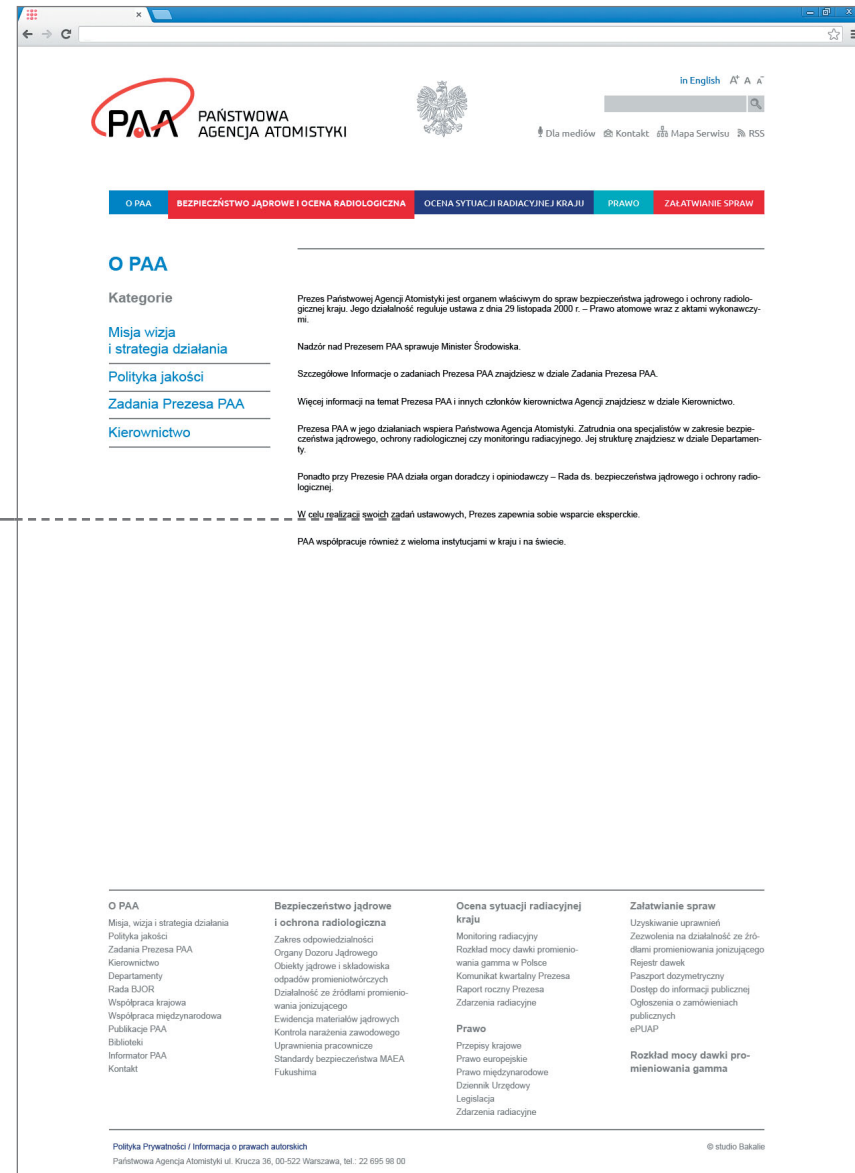 in English A+ A A-
PAA
PAŃSTWOWA
AGENCJA ATOMISTYKI
Dla mediów Kontakt Mapa Serwisu RSS
O PAA BEZPIECZŃSTWO JĄDROWE I OCENA RADIOLOGICZNA OCENA SYTUACJI RADIACYJNEJ KRAJU PRAWO ZAŁATWIANIE SPRAW
O PAA
Kategorie
Misja wizja
i strategia działania
Polityka jakości
Zadania Prezesa PAA
Kierownictwo
Prezes Państwowej Agencji Atomistyki jest organem właściwym do spraw bezpieczeństwa jądrowego i ochrony radiolo-
gicznej kraju. Jego działalność reguluje ustawa z dnia 29 listopada 2000 r. – Prawo atomowe wraz z aktami wykonawczy-
mi.
Nadzór nad Prezesem PAA sprawuje Minister Środowiska.
Szczegółowe Informacje o zadaniach Prezesa PAA znajdziesz w dziale Zadania Prezesa PAA.
Więcej informacji na temat Prezesa PAA i innych członków kierownictwa Agencji znajdziesz w dziale Kierownictwo.
Prezesa PAA w jego działaniach wspiera Państwowa Agencja Atomistyki. Zatrudnia ona specjalistów w zakresie bezpie-
czeństwa jądrowego, ochrony radiologicznej czy monitoringu radiacyjnego. Jej strukturę znajdziesz w dziale Departamen-
ty.
Ponadto przy Prezesie PAA działa organ doradczy i opiniodawczy – Rada ds. bezpieczeństwa jądrowego i ochrony radio-
logicznej.
W celu realizacji swoich zadań ustawowych, Prezes zapewnia sobie wsparcie eksperckie.
PAA współpracuje również z wieloma instytucjami w kraju i na świecie.
O PAA
Misja, wizja i strategia działania
Polityka jakości
Zadania Prezesa PAA
Kierownictwo
Departamenty
Rada BJOR
Współpraca krajowa
Współpraca międzynarodowa
Publikacje PAA
Biblioteki
Informator PAA
Kontakt
Bezpieczeństwo jądrowe
i ochrona radiologiczna
Zakres odpowiedzialności
Organy Dozoru Jądrowego
Obiekty jądrowe i składowiska
odpadów promieniotwórczych
Działalność ze źródłami promienio-
wania jonizującego
Ewidencja materiałów jądrowych
Kontrola narażenia zawodowego
Uprawnienia pracownicze
Standardy bezpieczeństwa MAEA
Fukushima
Ocena sytuacji radiacyjnej
kraju
Monitoring radiacyjny
Rozkład mocy dawki promienio-
wania gamma w Polsce
Komunikat kwartalny Prezesa
Raport roczny Prezesa
Zdarzenia radiacyjne
Prawo
Przepisy krajowe
Prawo europejskie
Prawo międzynarodowe
Dziennik Urzędowy
Legislacja
Zdarzenia radiacyjne
Załatwianie spraw
Uzyskiwanie uprawnień
Zezwolenia na działalność ze źró-
dłami promieniowania jonizującego
Rejestr dawek
Paszport dozymetryczny
Dostęp do informacji publicznej
Ogłoszenia o zamówieniach
publicznych
ePUAP
Rozkład mocy dawki pro-
mieniowania gamma
Polityka Prywatności / Informacja o prawach autorskich
© studio Bakalie
Państwowa Agencja Atomistyki ul. Krucza 36, 00-522 Warszawa, tel.: 22 695 98 00